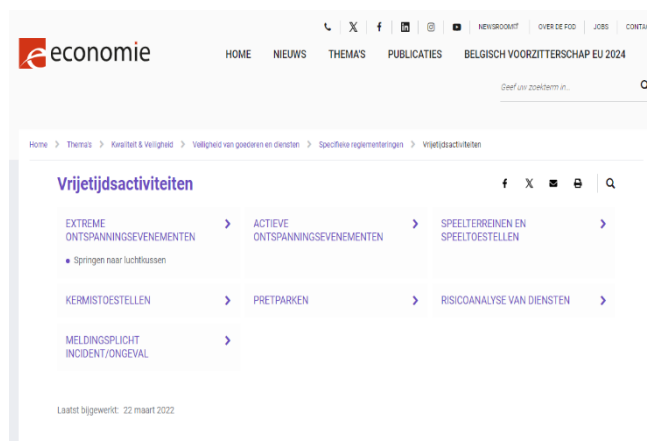 NEWSROOM OVER DE FOD JOBS CONTAC
economie
HOME NIEUWS THEMA'S PUBLICATIES BELGISCH VOORZITTERSCHAP EU 2024
Geef uw zoekterm in...
Home > Thema's > Kwaliteit & Veiligheid > Veiligheid van goederen en diensten > Specifieke reglementeringen > Vrijetijdsactiviteiten
Vrijetijdsactiviteiten
EXTREME
ONTSPANNINGSEVENEMENTEN
• Springen naar luchtkussen
ACTIEVE
ONTSPANNINGSEVENEMENTEN
SPEELTERREINEN EN
SPEELTOESTELLEN
KERMISTOESTELLEN
PRETPARKEN
RISICOANALYSE VAN DIENSTEN
MELDINGSPLICHT
INCIDENT/ONGEVAL
Laatst bijgewerkt: 22 maart 2022